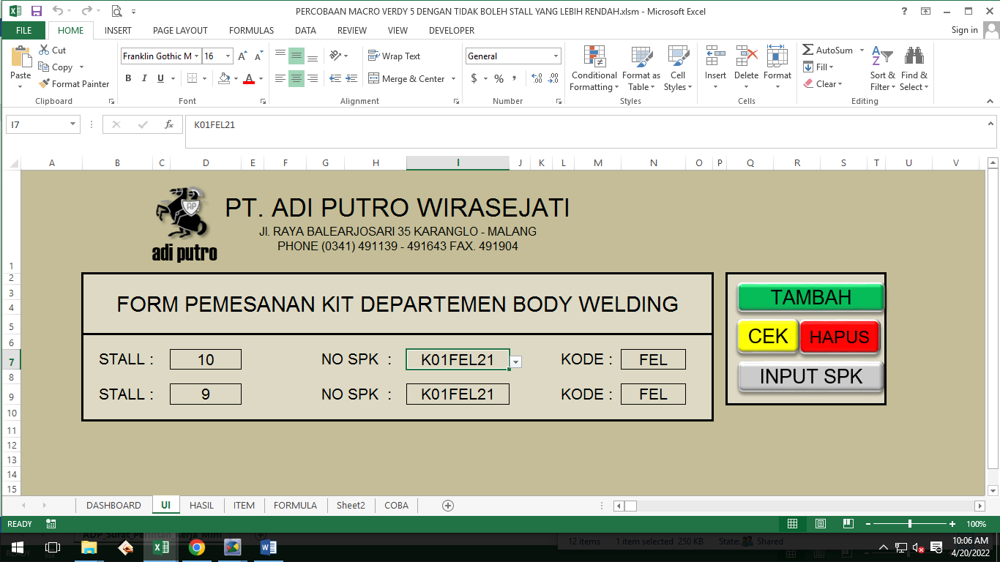 PERCOBAAN MACRO VERDY 5 DENGAN TIDAK BOLEH STALL YANG LEBIH RENDAH.xlsm - Microsoft Excel
FILE HOME INSERT PAGE LAYOUT FORMULAS DATA REVIEW VIEW DEVELOPER Sign in
Paste Cut Copy Format Painter Clipboard
Franklin Gothic M 16 B I U Font
Wrap Text Merge & Center Alignment
General $ % , Number
Conditional Formatting Format as Table Cell Styles Styles
Insert Delete Format Cells
AutoSum Fill Clear Sort & Filter Find & Select Editing
I7 fx K01FEL21
A B C D E F G H I J K L M N O P Q R S T U V
1
2
3
4
5
6
7
8
9
10
11
12
13
14
15
AP
adi putro
PT. ADI PUTRO WIRASEJATI
Jl. RAYA BALEARJOSARI 35 KARANGLO - MALANG
PHONE (0341) 491139 - 491643 FAX. 491904
FORM PEMESANAN KIT DEPARTEMEN BODY WELDING
STALL : 10 NO SPK : K01FEL21 KODE : FEL
STALL : 9 NO SPK : K01FEL21 KODE : FEL
TAMBAH
CEK HAPUS
INPUT SPK
DASHBOARD UI HASIL ITEM FORMULA Sheet2 COBA
READY 100%
ADP_Surat_Perintah_Kerja_Mini
12 items 1 item selected 250 KB State: Shared
READY
10:06 AM
4/20/2022